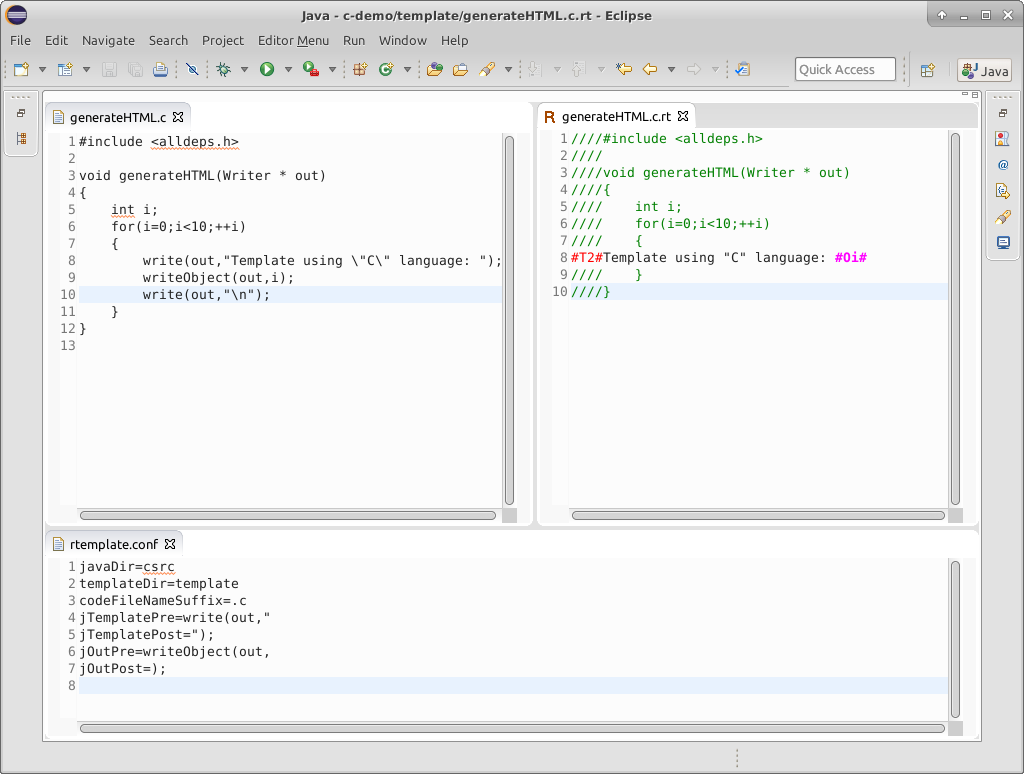 Java - c-demo/template/generateHTML.c.rt - Eclipse
File Edit Navigate Search Project Editor Menu Run Window Help
Quick Access
Java
generateHTML.c
1 #include <alldeps.h>
2
3 void generateHTML(Writer * out)
4 {
5     int i;
6     for(i=0;i<10;++i)
7     {
8         write(out,"Template using \"C\" language: ");
9         writeObject(out,i);
10         write(out,"\n");
11     }
12 }
13
R generateHTML.c.rt
1 ////#include <alldeps.h>
2 ////
3 ////void generateHTML(Writer * out)
4 ////{
5 ////    int i;
6 ////    for(i=0;i<10;++i)
7 ////    {
8 #T2#Template using "C" language: #Oi#
9 ////    }
10 ////}
rtemplate.conf
1 javaDir=csrc
2 templateDir=template
3 codeFileNameSuffix=.c
4 jTemplatePre=write(out,"
5 jTemplatePost=");
6 jOutPre=writeObject(out,
7 jOutPost=);
8